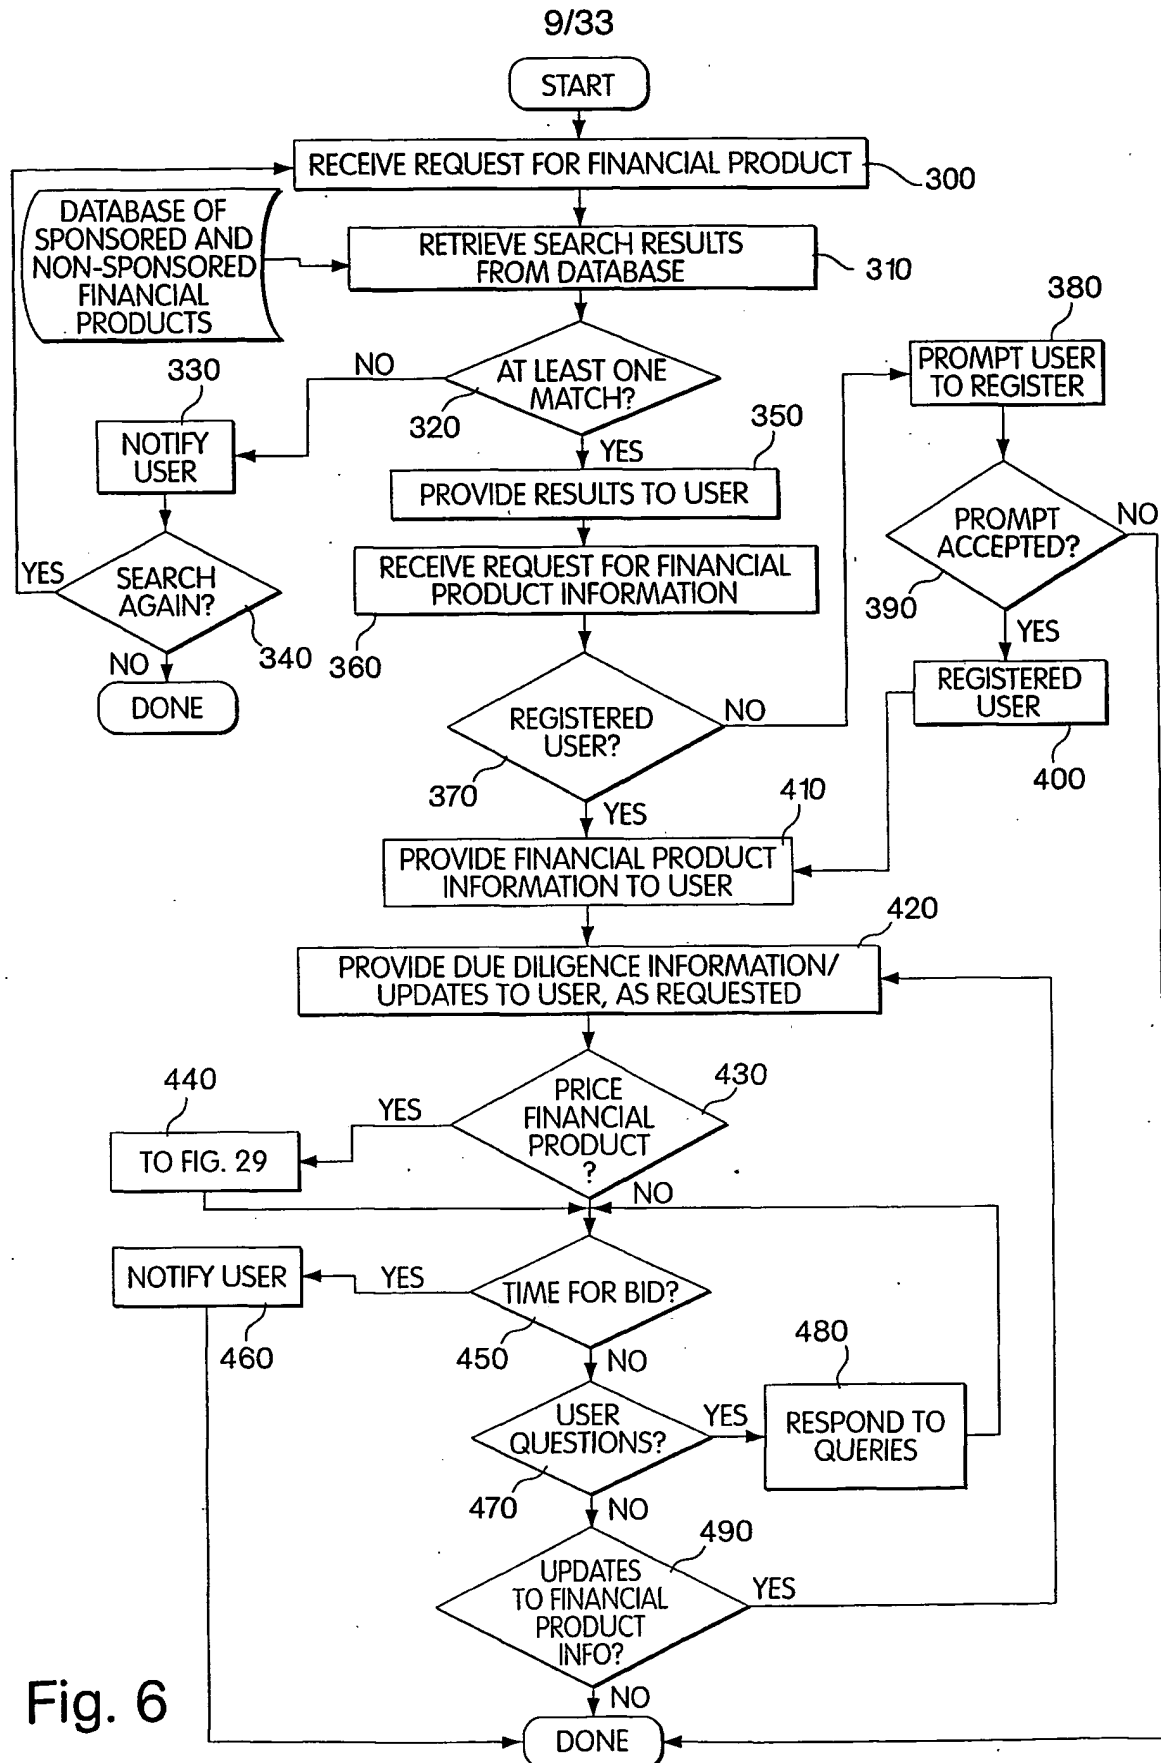 9/33
START
RECEIVE REQUEST FOR FINANCIAL PRODUCT
300
DATABASE OF
SPONSORED AND
NON-SPONSORED
FINANCIAL
PRODUCTS
RETRIEVE SEARCH RESULTS
FROM DATABASE
310
380
PROMPT USER
TO REGISTER
330
NO
AT LEAST ONE
MATCH?
320
350
YES
NOTIFY
USER
PROVIDE RESULTS TO USER
PROMPT
ACCEPTED?
NO
390
YES
RECEIVE REQUEST FOR FINANCIAL
PRODUCT INFORMATION
360
YES
SEARCH
AGAIN?
340
NO
DONE
REGISTERED
USER
400
REGISTERED
USER?
NO
370
YES
410
PROVIDE FINANCIAL PRODUCT
INFORMATION TO USER
420
PROVIDE DUE DILIGENCE INFORMATION/
UPDATES TO USER, AS REQUESTED
440
YES
PRICE
FINANCIAL
PRODUCT
?
430
TO FIG. 29
NO
NOTIFY USER
YES
TIME FOR BID?
460
450
NO
480
USER
QUESTIONS?
YES
RESPOND TO
QUERIES
470
NO
490
UPDATES
TO FINANCIAL
PRODUCT
INFO?
YES
NO
DONE
Fig. 6